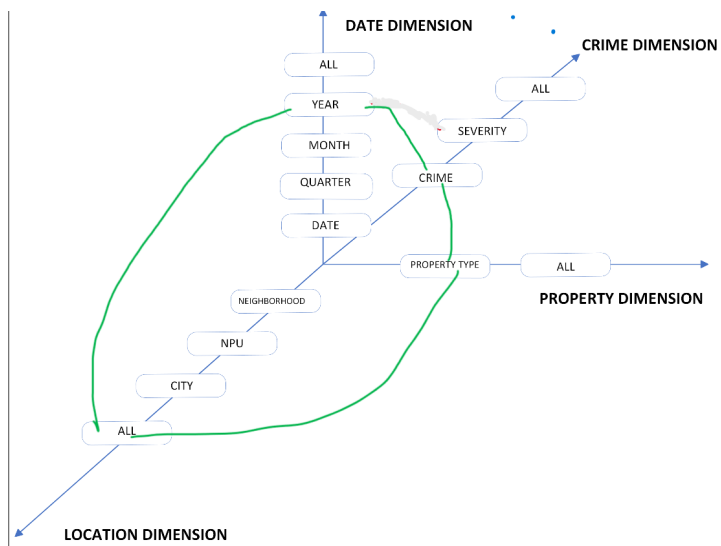 DATE DIMENSION
CRIME DIMENSION
ALL
ALL
YEAR
SEVERITY
MONTH
CRIME
QUARTER
DATE
PROPERTY TYPE
ALL
NEIGHBORHOOD
PROPERTY DIMENSION
NPU
CITY
ALL
LOCATION DIMENSION